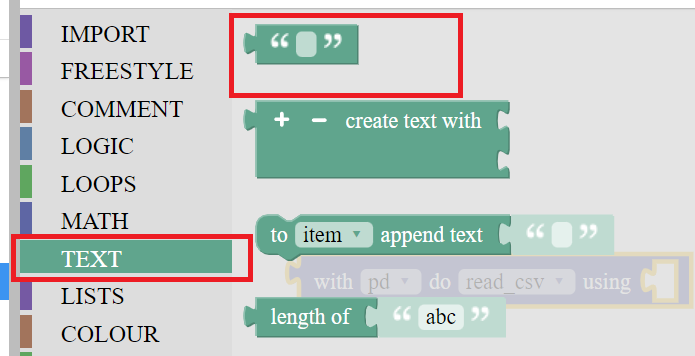 IMPORT
FREESTYLE
COMMENT
LOGIC
LOOPS
MATH
TEXT
LISTS
COLOUR
“ ”
+ − create text with
to item ▾ append text “ ”
with pd ▾ do read_csv ▾ using
length of “ abc ”